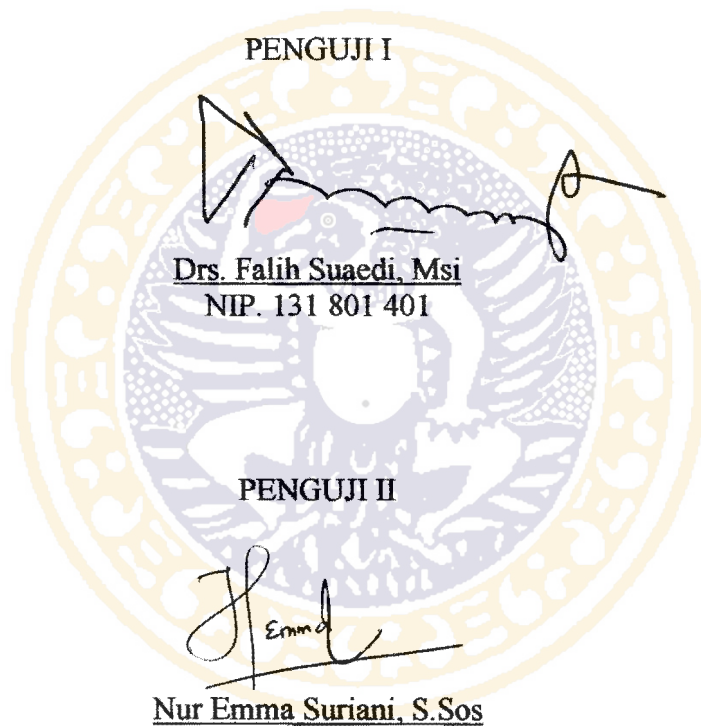 PENGUJI I
Drs. Falih Suaedi, Msi
NIP. 131 801 401
PENGUJI II
Emma
Nur Emma Suriani, S.Sos